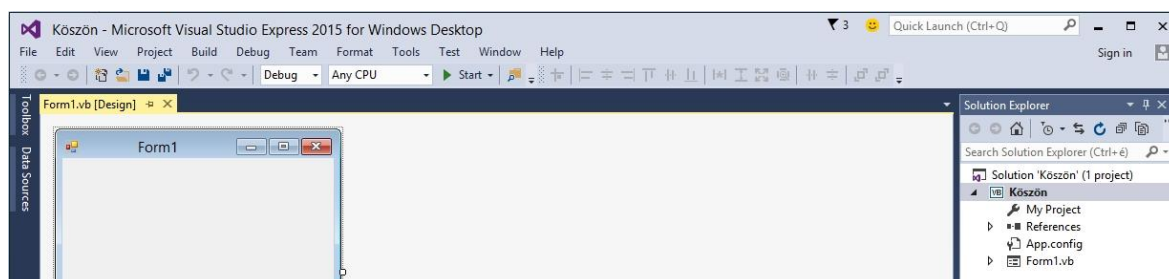 Köszön - Microsoft Visual Studio Express 2015 for Windows Desktop
3
Quick Launch (Ctrl+Q)
File Edit View Project Build Debug Team Format Tools Test Window Help
Sign in
Debug Any CPU Start
Toolbox
Data Sources
Form1.vb [Design]
Form1
Solution Explorer
Search Solution Explorer (Ctrl+é)
Solution 'Köszön' (1 project)
VB Köszön
My Project
References
App.config
Form1.vb